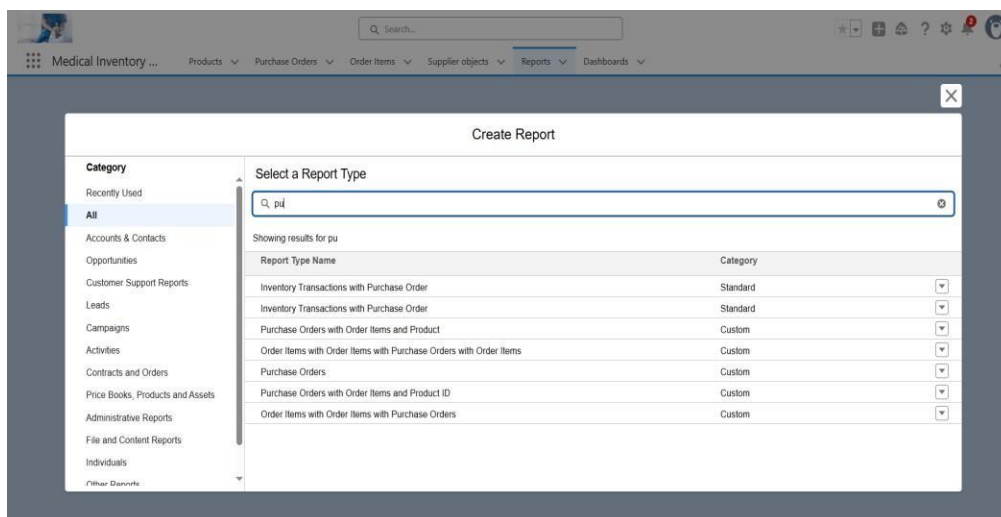 Search...
2
Medical Inventory ...
Products
Purchase Orders
Order Items
Supplier objects
Reports
Dashboards
Create Report
Category
Recently Used
All
Accounts & Contacts
Opportunities
Customer Support Reports
Leads
Campaigns
Activities
Contracts and Orders
Price Books, Products and Assets
Administrative Reports
File and Content Reports
Individuals
Other Reports
Select a Report Type
pu
Showing results for pu
Report Type Name Category
Inventory Transactions with Purchase Order Standard
Inventory Transactions with Purchase Order Standard
Purchase Orders with Order Items and Product Custom
Order Items with Order Items with Purchase Orders with Order Items Custom
Purchase Orders Custom
Purchase Orders with Order Items and Product ID Custom
Order Items with Order Items with Purchase Orders Custom